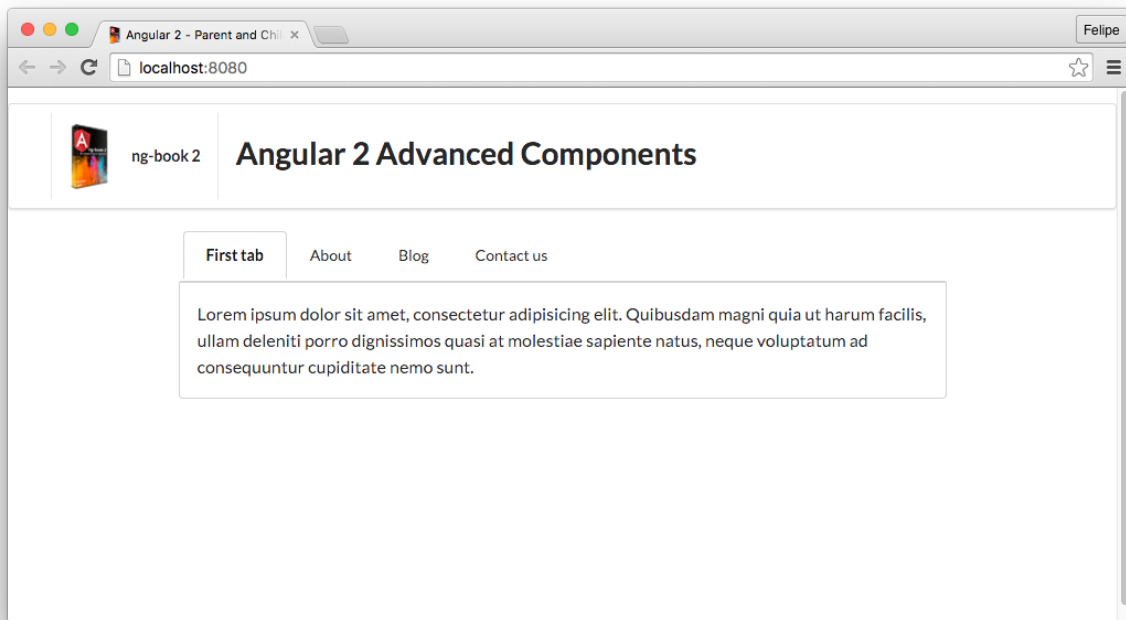 Angular 2 - Parent and Chi
Felipe
localhost:8080
ng-book 2
Angular 2 Advanced Components
First tab
About
Blog
Contact us
Lorem ipsum dolor sit amet, consectetur adipisicing elit. Quibusdam magni quia ut harum facilis,
ullam deleniti porro dignissimos quasi at molestiae sapiente natus, neque voluptatum ad
consequuntur cupiditate nemo sunt.